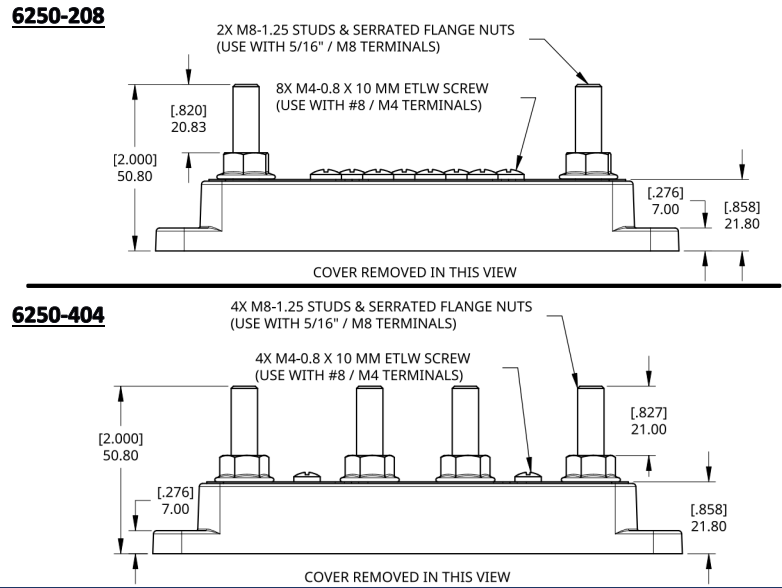 6250-208
2X M8-1.25 STUDS & SERRATED FLANGE NUTS
(USE WITH 5/16" / M8 TERMINALS)
8X M4-0.8 X 10 MM ETLW SCREW
(USE WITH #8 / M4 TERMINALS)
[.820]
20.83
[2.000]
50.80
[.276]
7.00
[.858]
21.80
COVER REMOVED IN THIS VIEW
6250-404
4X M8-1.25 STUDS & SERRATED FLANGE NUTS
(USE WITH 5/16" / M8 TERMINALS)
4X M4-0.8 X 10 MM ETLW SCREW
(USE WITH #8 / M4 TERMINALS)
[.827]
21.00
[2.000]
50.80
[.276]
7.00
[.858]
21.80
COVER REMOVED IN THIS VIEW